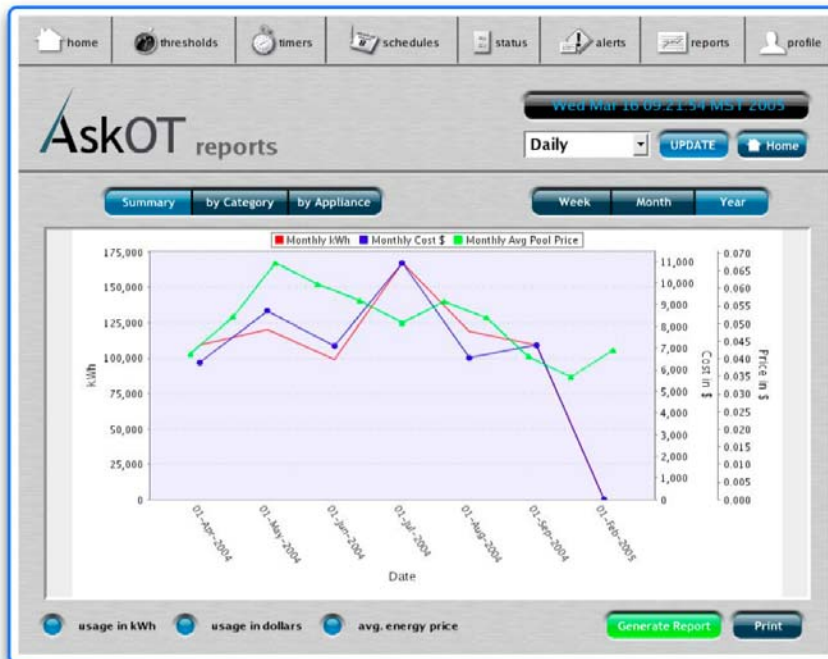 home thresholds timers schedules status alerts reports profile
Wed Mar 16 09:21:54 MST 2005
AskOT reports
Daily UPDATE Home
Summary by Category by Appliance Week Month Year
Monthly kWh Monthly Cost $ Monthly Avg Pool Price
175,000
150,000
125,000
100,000
75,000
50,000
25,000
0
kWh
11,000
10,000
9,000
8,000
7,000
6,000
5,000
4,000
3,000
2,000
1,000
0
Cost in $
0.070
0.065
0.060
0.055
0.050
0.045
0.040
0.035
0.030
0.025
0.020
0.015
0.010
0.005
0.000
Price in $
01-Apr-2004
01-May-2004
01-Jun-2004
01-Jul-2004
01-Aug-2004
01-Sep-2004
01-Feb-2005
Date
usage in kWh usage in dollars avg. energy price Generate Report Print